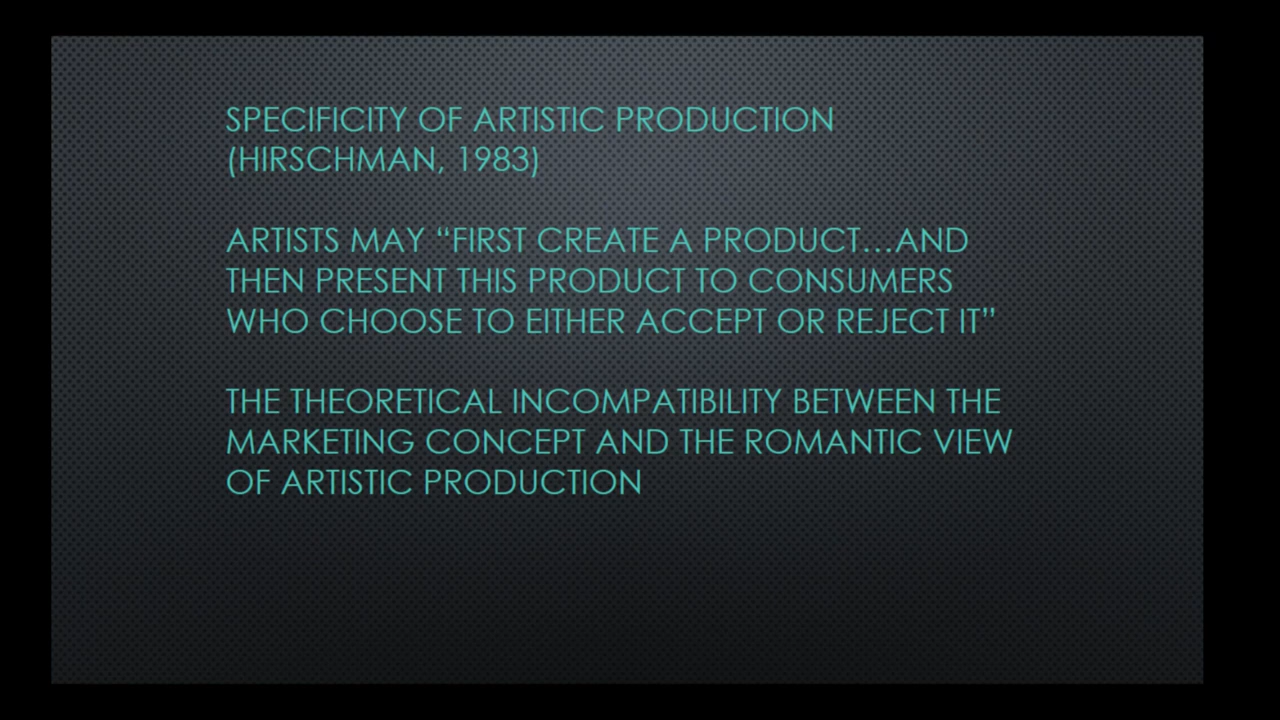 SPECIFICITY OF ARTISTIC PRODUCTION
(HIRSCHMAN, 1983)
ARTISTS MAY “FIRST CREATE A PRODUCT…AND
THEN PRESENT THIS PRODUCT TO CONSUMERS
WHO CHOOSE TO EITHER ACCEPT OR REJECT IT”
THE THEORETICAL INCOMPATIBILITY BETWEEN THE
MARKETING CONCEPT AND THE ROMANTIC VIEW
OF ARTISTIC PRODUCTION